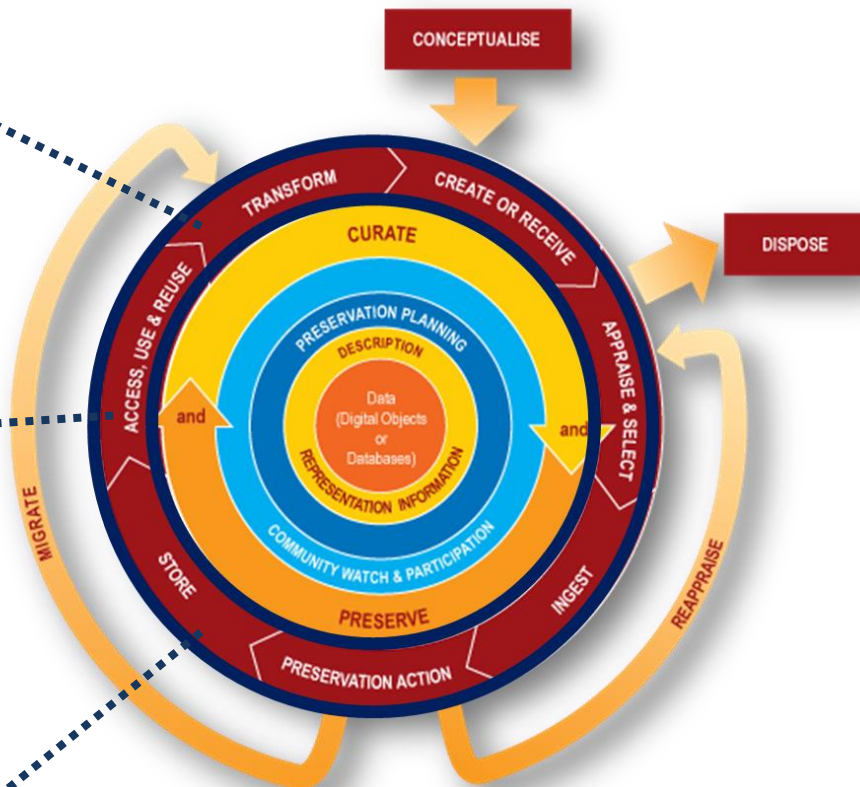 CONCEPTUALISE
DISPOSE
TRANSFORM
CREATE OR RECEIVE
APPRAISE & SELECT
INGEST
PRESERVATION ACTION
STORE
ACCESS, USE & REUSE
MIGRATE
REAPPRAISE
CURATE
and
PRESERVE
and
COMMUNITY WATCH & PARTICIPATION
PRESERVATION PLANNING
DESCRIPTION
REPRESENTATION INFORMATION
Data
(Digital Objects
or
Databases)